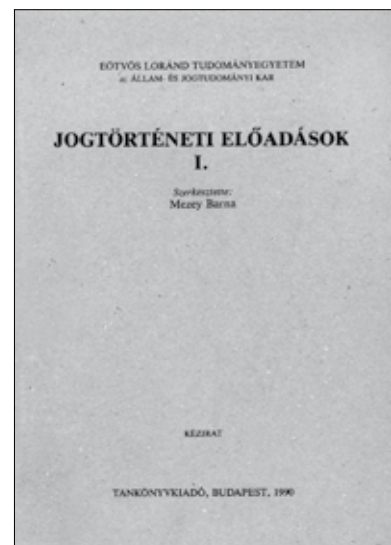 EÖTVÖS LORÁND TUDOMÁNYEGYETEM
ÁLLAM- ÉS JOGTUDOMÁNYI KAR
JOGTÖRTÉNETI ELŐADÁSOK
I.
Szerkesztette:
Mezey Barna
KÉZIRAT
TANKÖNYVKIADÓ, BUDAPEST, 1990